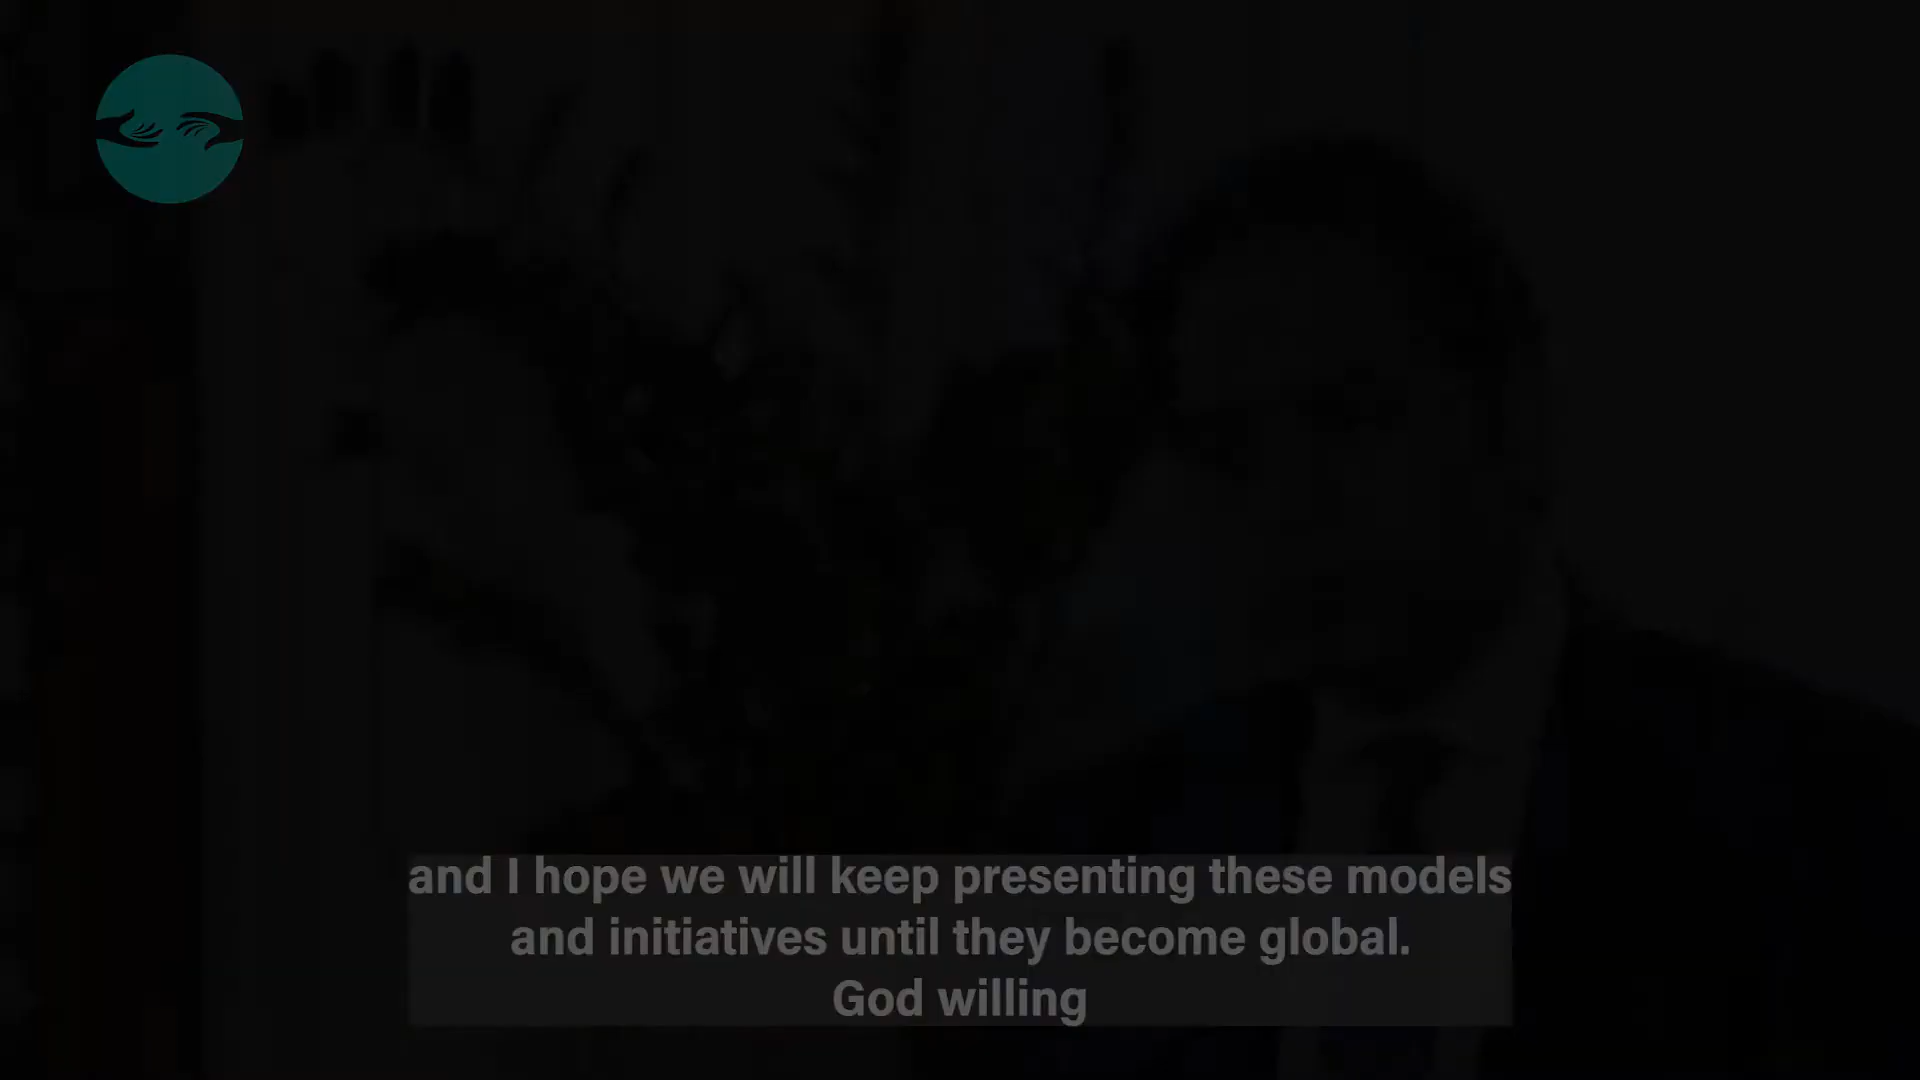 and I hope we will keep presenting these models
and initiatives until they become global.
God willing